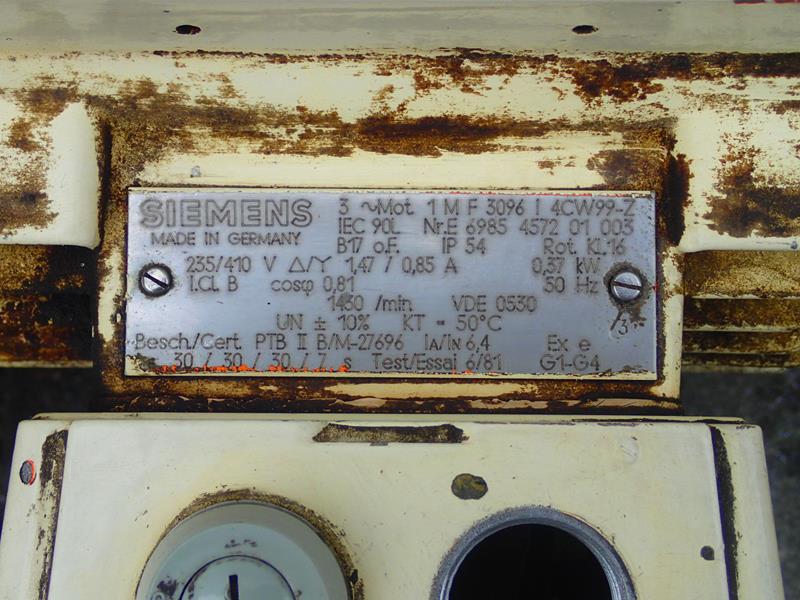 SIEMENS 3 ~Mot. 1 M F 3096 I 4CW99-Z
MADE IN GERMANY IEC 90L Nr.E 6985 4572 01 003
B17 o.F. IP 54 Rot. KL16
235/410 V Δ/Y 1,47 / 0,85 A 0,37 kW
I.Cl. B cosφ 0,81 50 Hz
1430 /min VDE 0530
UN ± 10% KT = 50°C
Besch./Cert. PTB II B/M-27696 IA/IN 6,4 Ex e
30 / 30 / 30 / 7 s Test/Essai 6/81 G1-G4